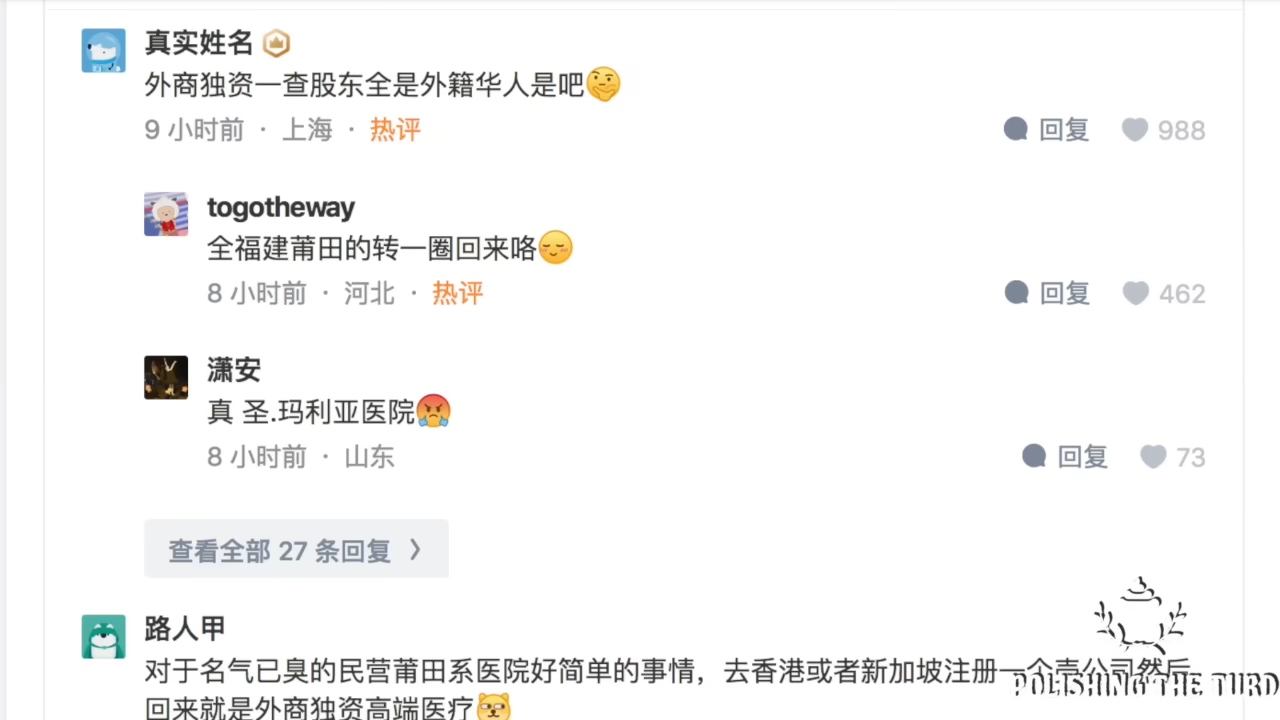 真实姓名
外商独资一查股东全是外籍华人是吧🤔
9 小时前 · 上海 · 热评
回复 988
togotheway
全福建莆田的转一圈回来咯😌
8 小时前 · 河北 · 热评
回复 462
潇安
真 圣.玛利亚医院
8 小时前 · 山东
回复 73
查看全部 27 条回复 >
路人甲
对于名气已臭的民营莆田系医院好简单的事情，去香港或者新加坡注册一个壳公司然后
回来就是外商独资高端医疗
POLISHING THE TURD